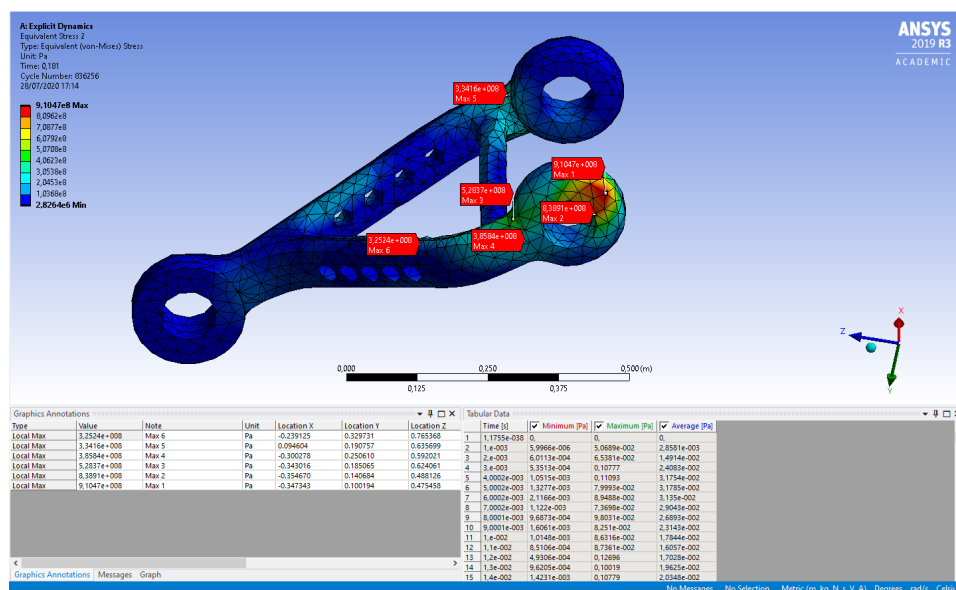 A: Explicit Dynamics
Equivalent Stress 2
Type: Equivalent (von-Mises) Stress
Unit: Pa
Time: 0,181
Cycle Number: 836256
28/07/2020 17:14
9,1047e8 Max
8,0962e8
7,0877e8
6,0792e8
5,0708e8
4,0623e8
3,0538e8
2,0453e8
1,0368e8
2,8264e6 Min
ANSYS
2019 R3
ACADEMIC
3,3416e+008
Max 5
9,1047e+008
Max 1
5,2837e+008
Max 3
8,3891e+008
Max 2
3,2524e+008
Max 6
3,8584e+008
Max 4
X
Z
Y
0,000 0,250 0,500 (m)
0,125 0,375
Graphics Annotations
Type Value Note Unit Location X Location Y Location Z
Local Max 3,2524e+008 Max 6 Pa -0.239125 0.329731 0.765368
Local Max 3,3416e+008 Max 5 Pa 0.094604 0.190757 0.635699
Local Max 3,8584e+008 Max 4 Pa -0.300278 0.250610 0.592021
Local Max 5,2837e+008 Max 3 Pa -0.343016 0.185065 0.624061
Local Max 8,3891e+008 Max 2 Pa -0.354670 0.140684 0.488126
Local Max 9,1047e+008 Max 1 Pa -0.347343 0.100194 0.475458
Graphics Annotations Messages Graph
Tabular Data
Time [s] Minimum [Pa] Maximum [Pa] Average [Pa]
1 1,1755e-038 0, 0, 0,
2 1,e-003 5,9966e-006 5,0689e-002 2,8581e-003
3 2,e-003 6,0113e-004 6,5381e-002 1,4914e-002
4 3,e-003 5,3513e-004 0,10777 2,4083e-002
5 4,0002e-003 1,0515e-003 0,11093 3,1754e-002
6 5,0002e-003 1,3277e-003 7,9993e-002 3,1785e-002
7 6,0002e-003 2,1166e-003 8,9488e-002 3,135e-002
8 7,0002e-003 1,122e-003 7,3698e-002 2,9043e-002
9 8,0001e-003 9,6873e-004 9,8031e-002 2,6893e-002
10 9,0001e-003 1,6061e-003 8,251e-002 2,3143e-002
11 1,e-002 1,0148e-003 8,6316e-002 1,7844e-002
12 1,1e-002 8,5106e-004 8,7361e-002 1,6057e-002
13 1,2e-002 4,9306e-004 0,12696 1,7028e-002
14 1,3e-002 9,6205e-004 0,10019 1,9625e-002
15 1,4e-002 1,4231e-003 0,10779 2,0348e-002
No Messages No Selection Metric (m, kg, N, s, V, A) Degrees rad/s Celsi